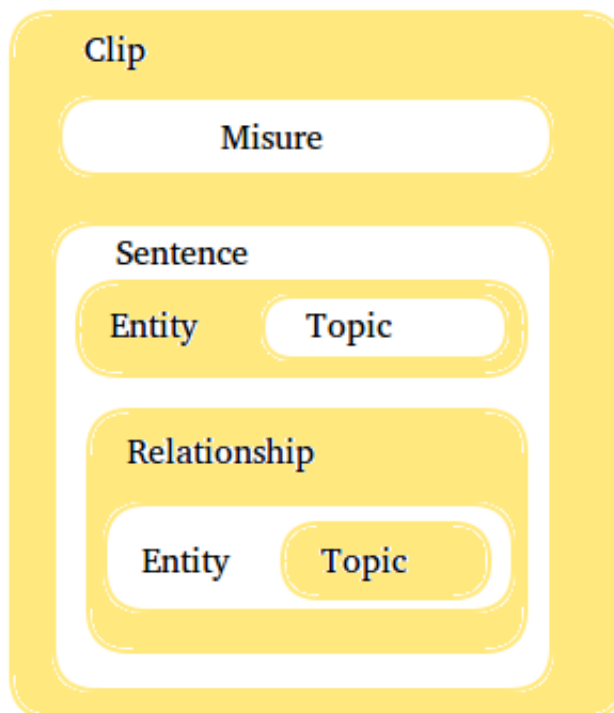 Clip
Misure
Sentence
Entity Topic
Relationship
Entity Topic